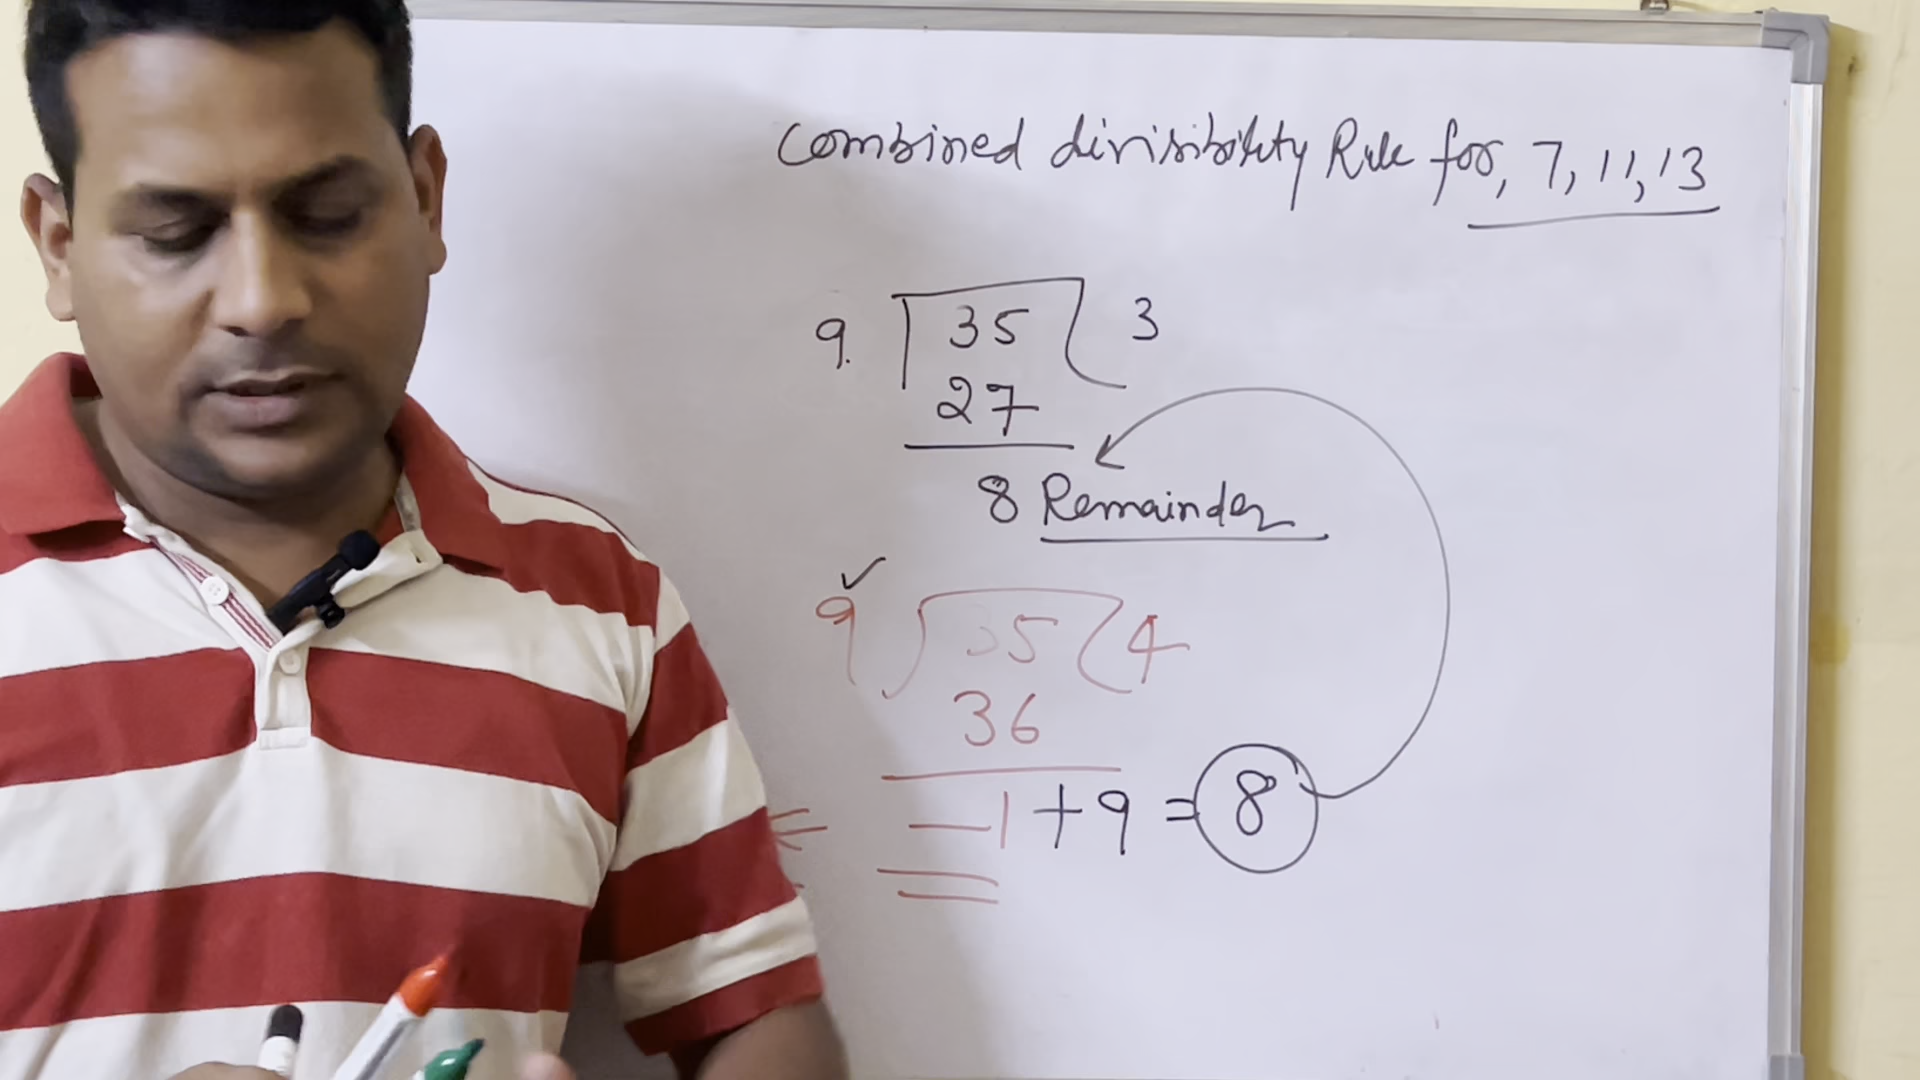 Combined divisibility Rule for, 7, 11, 13
9. 35 3
27
8 Remainder
9 35 4
36
-1 + 9 = 8